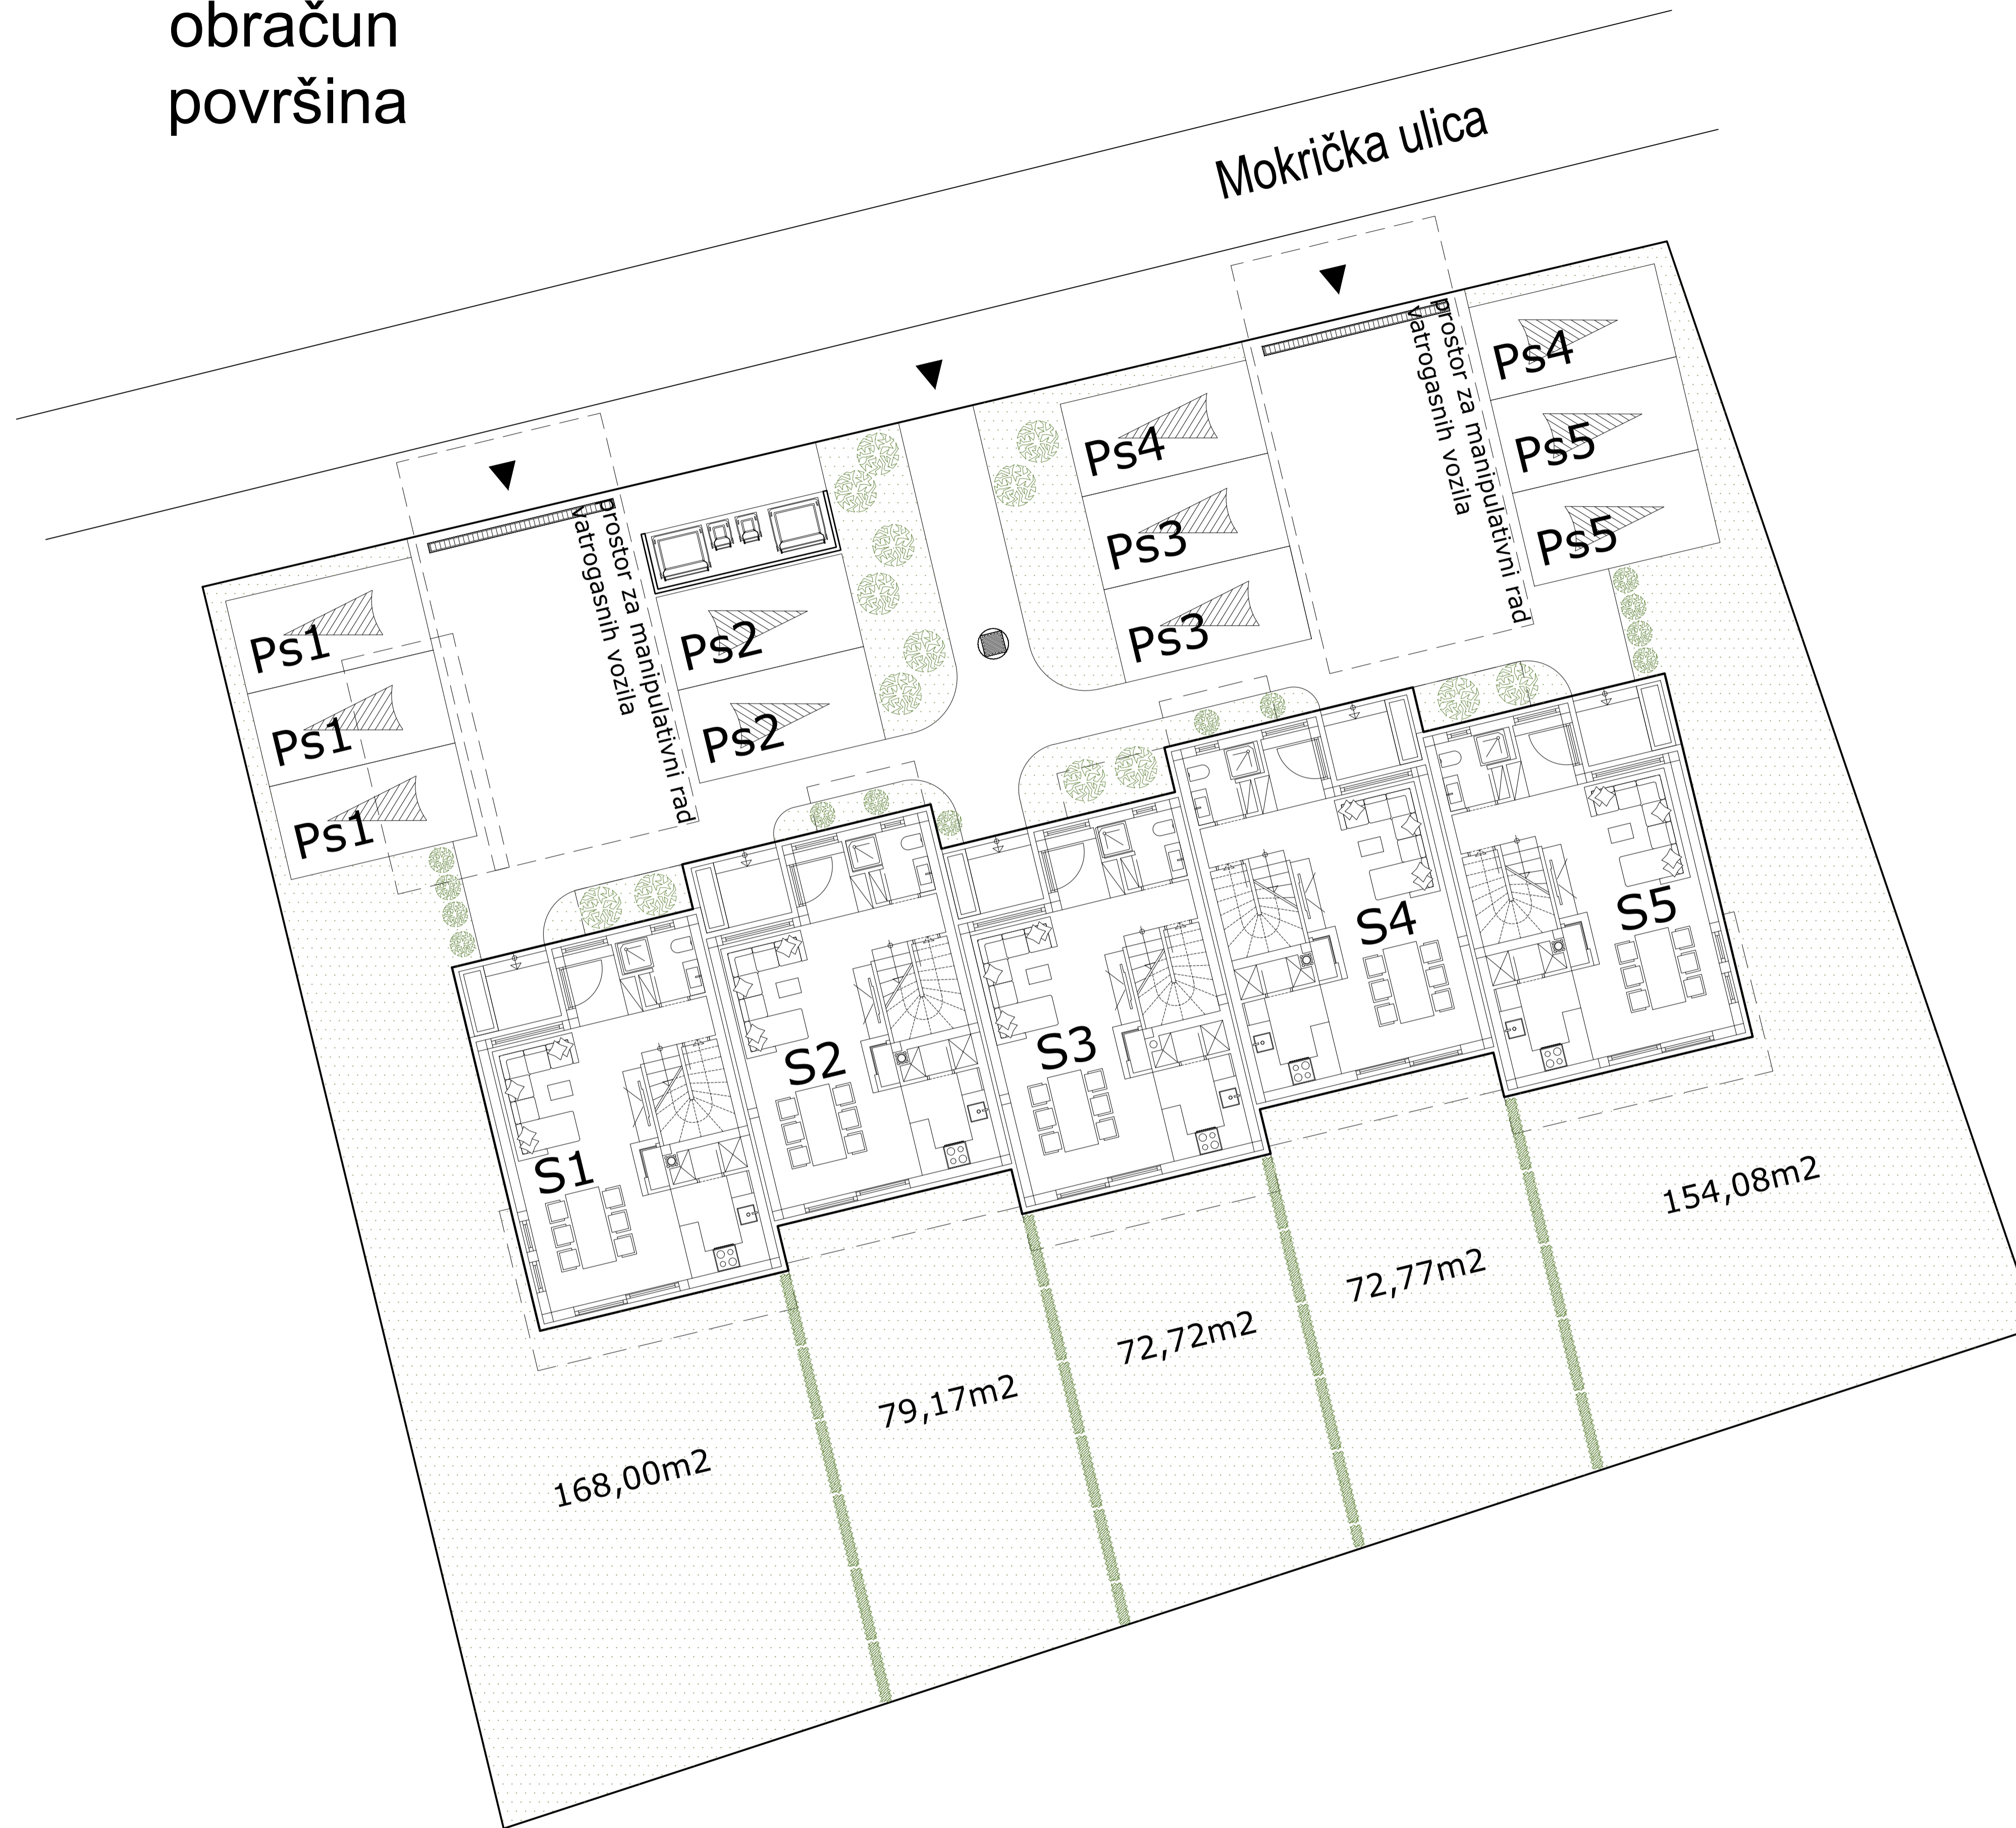 obračun
površina
Mokrička ulica
prostor za manipulativni rad
vatrogasnih vozila
prostor za manipulativni rad
vatrogasnih vozila
Ps1
Ps1
Ps1
Ps2
Ps2
Ps4
Ps3
Ps3
Ps4
Ps5
Ps5
S1
S2
S3
S4
S5
168,00m2
79,17m2
72,72m2
72,77m2
154,08m2